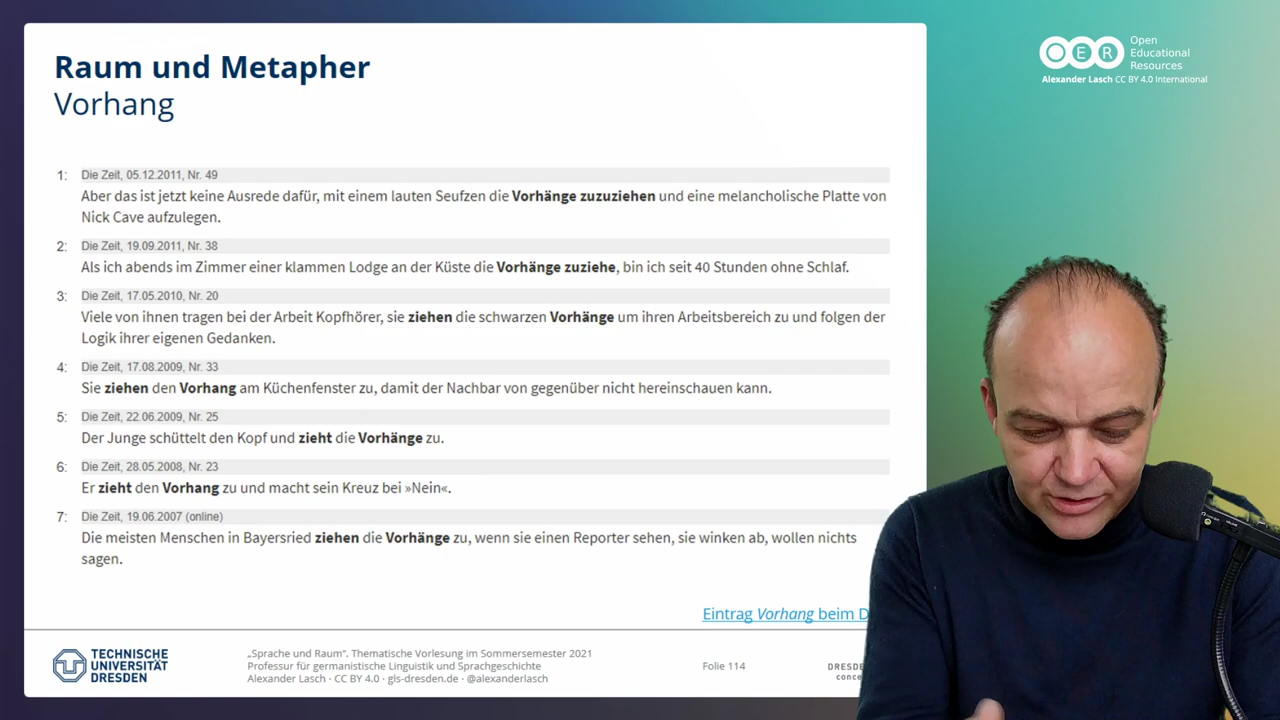 Raum und Metapher
Vorhang
OER Open
Educational
Resources
Alexander Lasch CC BY 4.0 International
1: Die Zeit, 05.12.2011, Nr. 49
Aber das ist jetzt keine Ausrede dafür, mit einem lauten Seufzen die Vorhänge zuzuziehen und eine melancholische Platte von
Nick Cave aufzulegen.
2: Die Zeit, 19.09.2011, Nr. 38
Als ich abends im Zimmer einer klammen Lodge an der Küste die Vorhänge zuziehe, bin ich seit 40 Stunden ohne Schlaf.
3: Die Zeit, 17.05.2010, Nr. 20
Viele von ihnen tragen bei der Arbeit Kopfhörer, sie ziehen die schwarzen Vorhänge um ihren Arbeitsbereich zu und folgen der
Logik ihrer eigenen Gedanken.
4: Die Zeit, 17.08.2009, Nr. 33
Sie ziehen den Vorhang am Küchenfenster zu, damit der Nachbar von gegenüber nicht hereinschauen kann.
5: Die Zeit, 22.06.2009, Nr. 25
Der Junge schüttelt den Kopf und zieht die Vorhänge zu.
6: Die Zeit, 28.05.2008, Nr. 23
Er zieht den Vorhang zu und macht sein Kreuz bei »Nein«.
7: Die Zeit, 19.06.2007 (online)
Die meisten Menschen in Bayersried ziehen die Vorhänge zu, wenn sie einen Reporter sehen, sie winken ab, wollen nichts
sagen.
Eintrag Vorhang beim D
TECHNISCHE
UNIVERSITÄT
DRESDEN
„Sprache und Raum“. Thematische Vorlesung im Sommersemester 2021
Professur für germanistische Linguistik und Sprachgeschichte
Alexander Lasch · CC BY 4.0 · gls-dresden.de · @alexanderlasch
Folie 114
DRESDE
conce